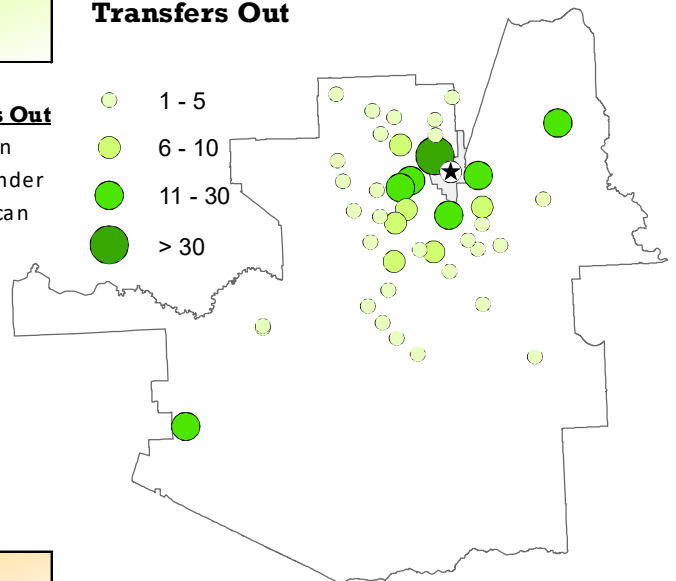 Transfers Out
s Out
n
nder
can
1 - 5
6 - 10
11 - 30
> 30